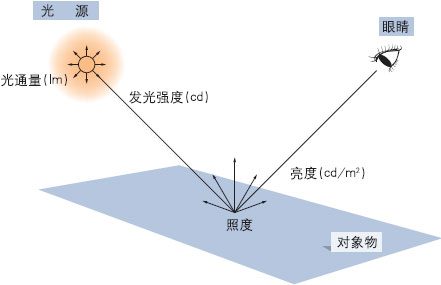 光 源
眼睛
光通量(lm)
发光强度(cd)
亮度(cd/m²)
照度
对象物